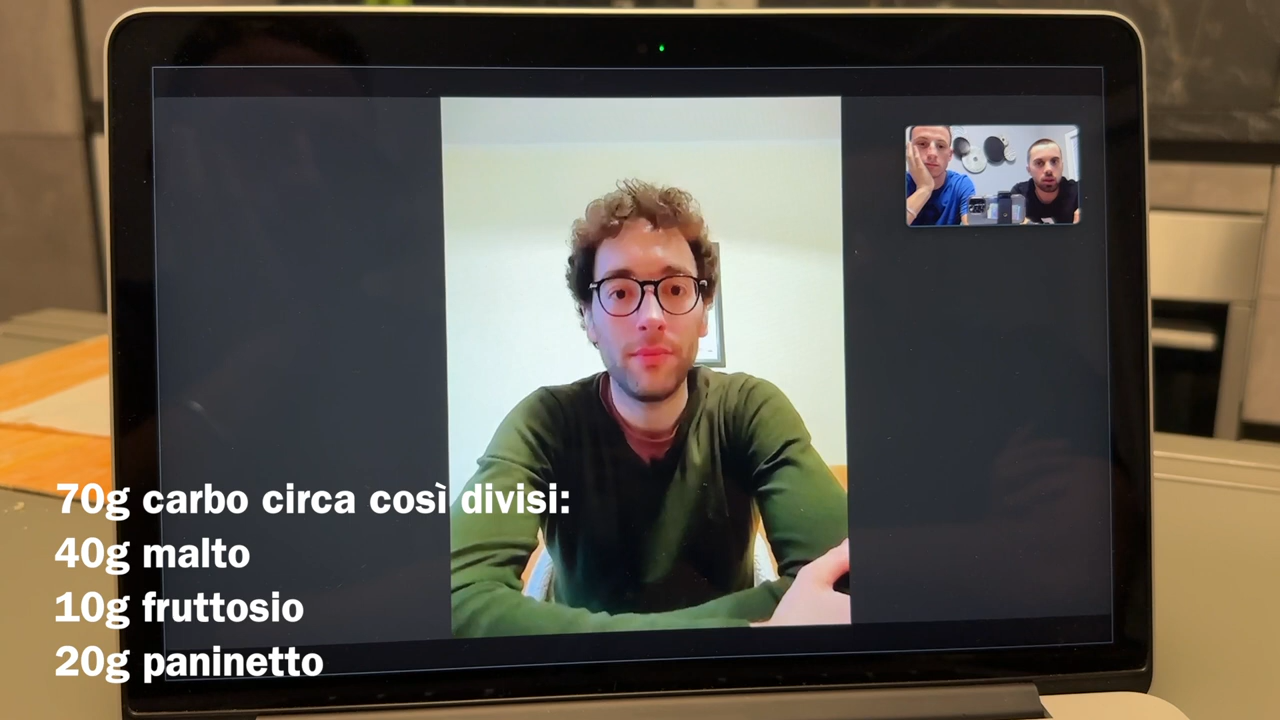 70g carbo circa così divisi:
40g malto
10g fruttosio
20g paninetto